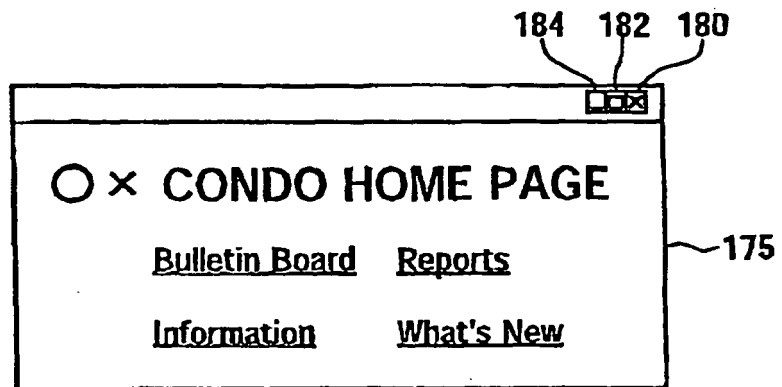 184 182 180
○× CONDO HOME PAGE
Bulletin Board Reports
175
Information What's New